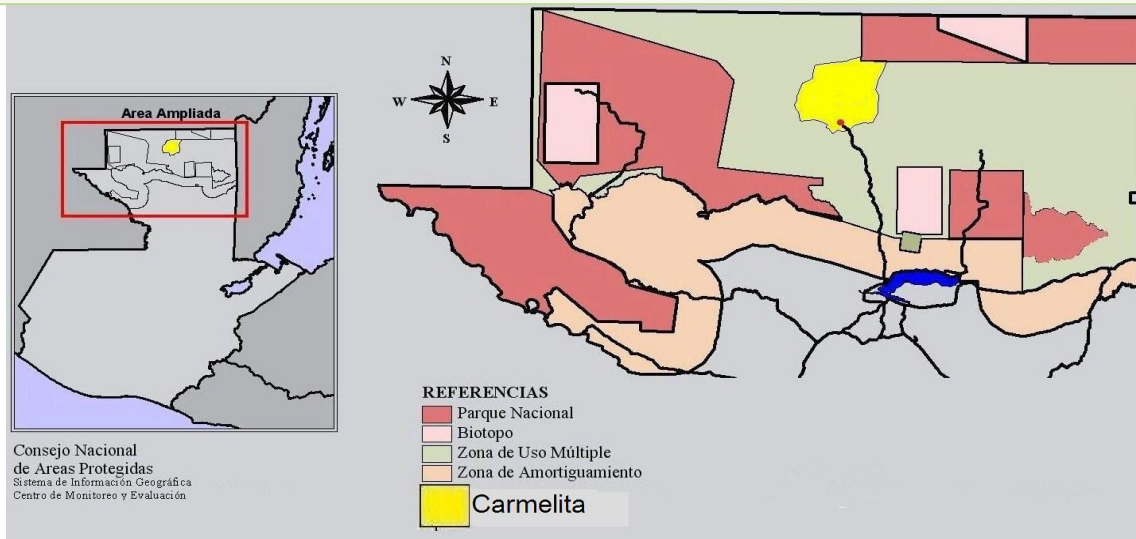 Area Ampliada
N
W E
S
REFERENCIAS
Parque Nacional
Biotopo
Zona de Uso Múltiple
Zona de Amortiguamiento
Carmelita
Consejo Nacional
de Areas Protegidas
Sistema de Información Geográfica
Centro de Monitoreo y Evaluación